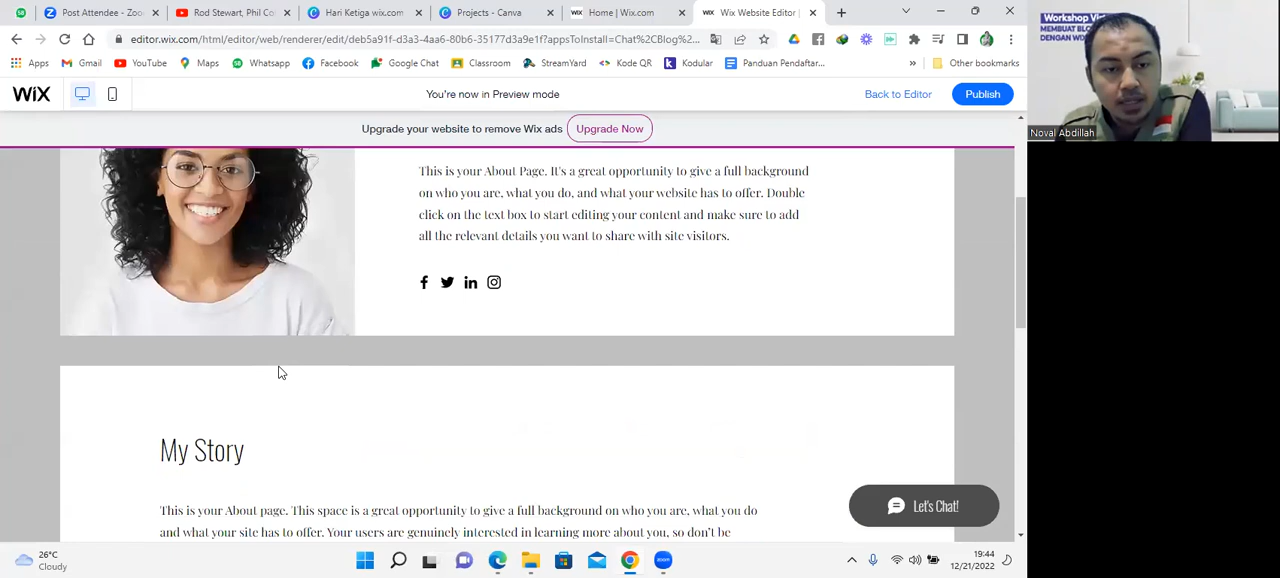 Post Attendee - Zoo
Rod Stewart, Phil Co
Hari Ketiga wix.com
Projects - Canva
Home | Wix.com
Wix Website Editor |
editor.wix.com/html/editor/web/renderer/edi
d3a3-4aa6-80b6-35177d3a9e1f?appsToInstall=Chat%2CBlog%2...
Apps
Gmail
YouTube
Maps
Whatsapp
Facebook
Google Chat
Classroom
StreamYard
Kode QR
Kodular
Panduan Pendaftar...
Other bookmarks
WiX
You're now in Preview mode
Back to Editor
Publish
Upgrade your website to remove Wix ads
Upgrade Now
This is your About Page. It's a great opportunity to give a full background
on who you are, what you do, and what your website has to offer. Double
click on the text box to start editing your content and make sure to add
all the relevant details you want to share with site visitors.
My Story
This is your About page. This space is a great opportunity to give a full background on who you are, what you do
and what your site has to offer. Your users are genuinely interested in learning more about you, so don't be
Let's Chat!
26°C
Cloudy
19:44
12/21/2022
Workshop
MEMBUAT
DENGAN
Noval Abdillah